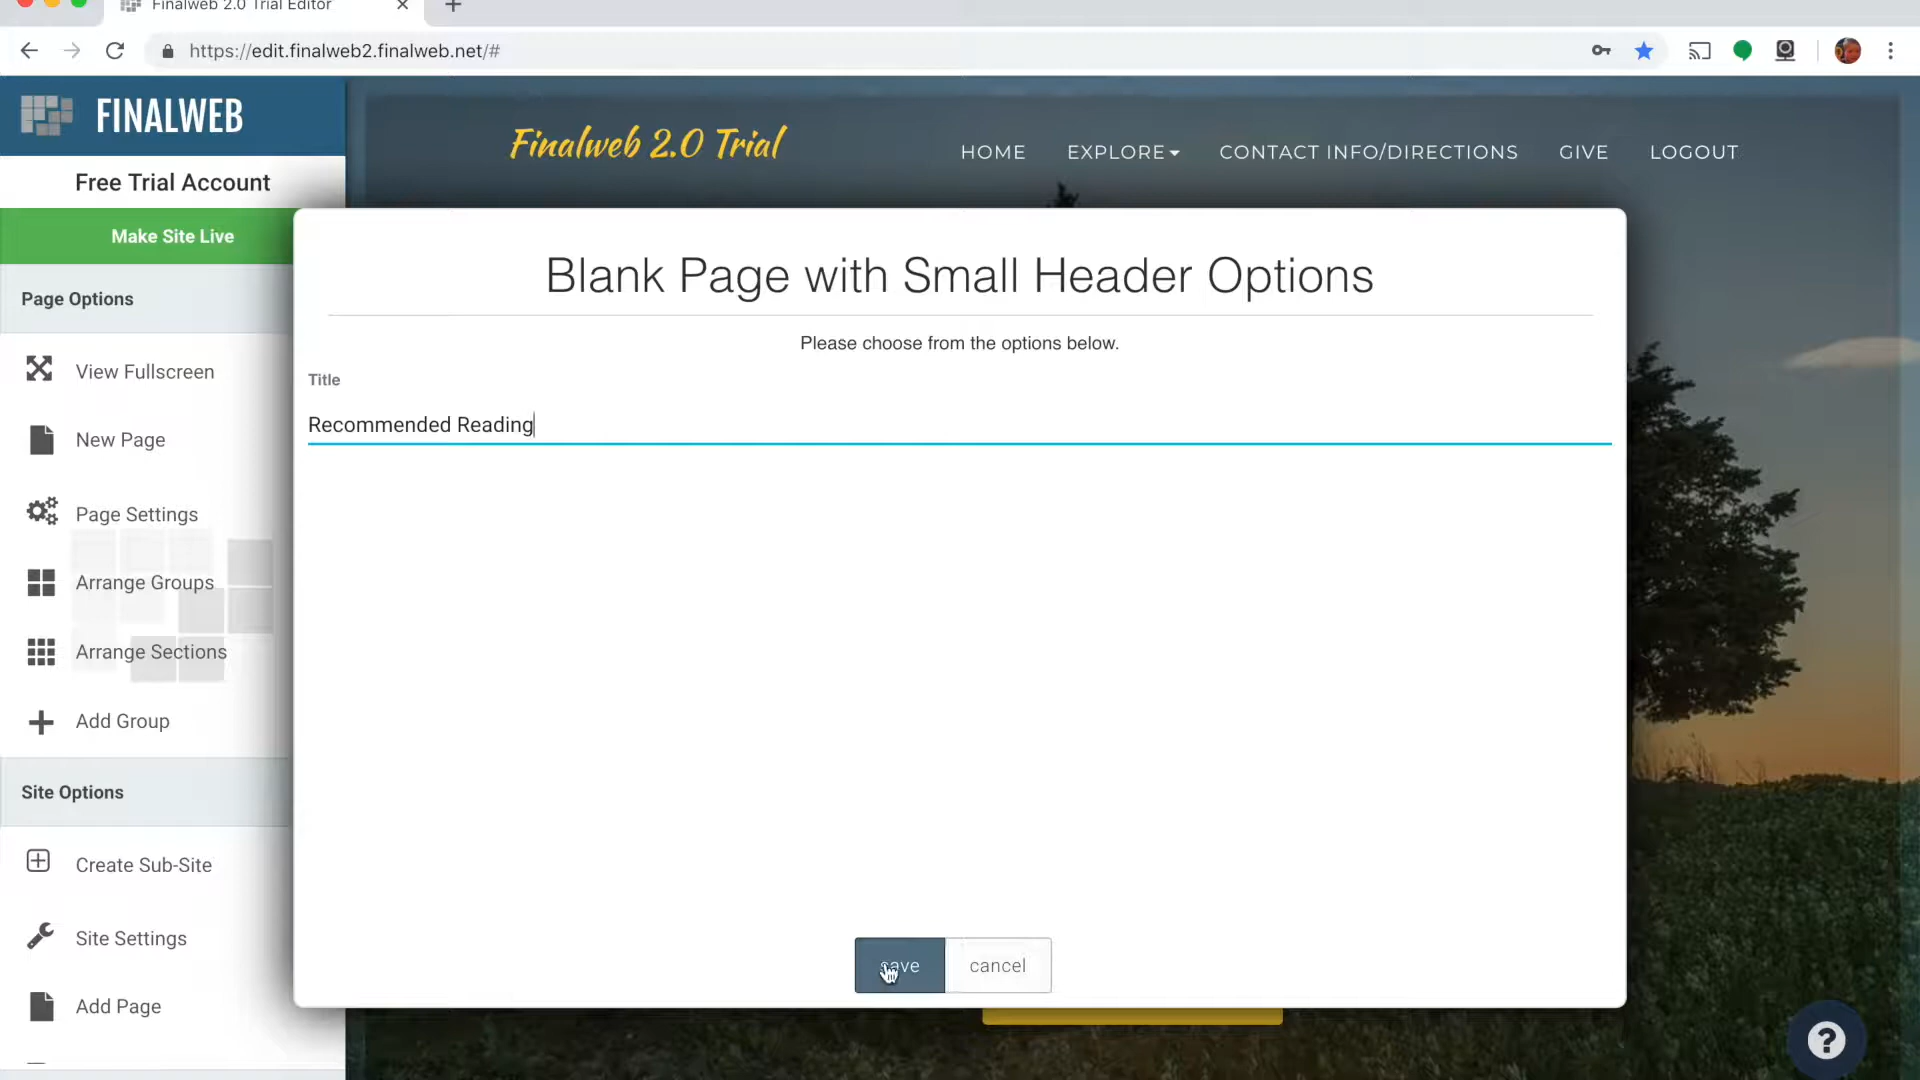 Finalweb 2.0 Trial Editor
https://edit.finalweb2.finalweb.net/#
FINALWEB
Free Trial Account
Make Site Live
Page Options
View Fullscreen
New Page
Page Settings
Arrange Groups
Arrange Sections
Add Group
Site Options
Create Sub-Site
Site Settings
Add Page
Finalweb 2.0 Trial
HOME
EXPLORE
CONTACT INFO/DIRECTIONS
GIVE
LOGOUT
Blank Page with Small Header Options
Please choose from the options below.
Title
Recommended Reading
save
cancel
?